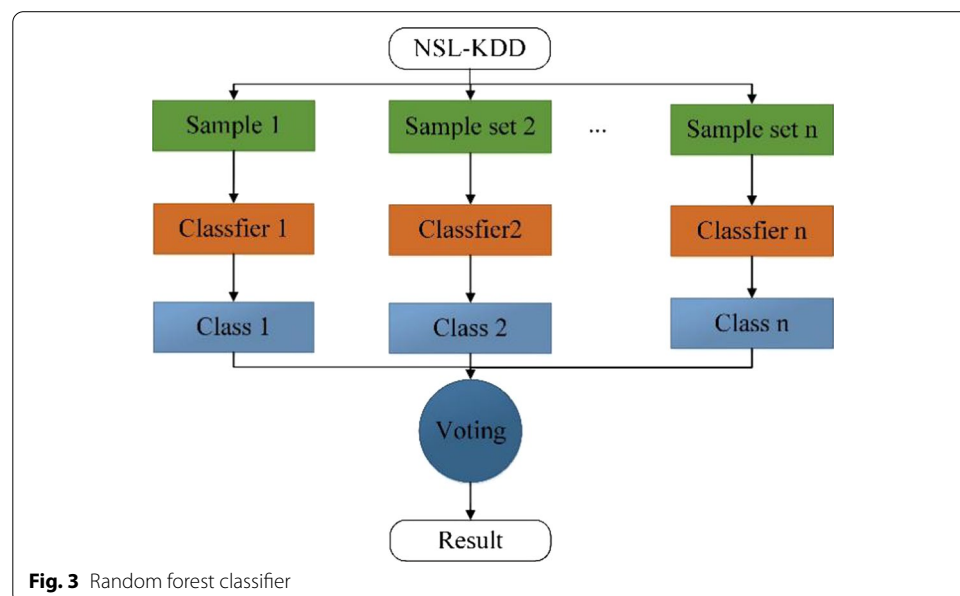 NSL-KDD
Sample 1
Sample set 2
...
Sample set n
Classfier 1
Classfier2
Classfier n
Class 1
Class 2
Class n
Voting
Result
Fig. 3 Random forest classifier